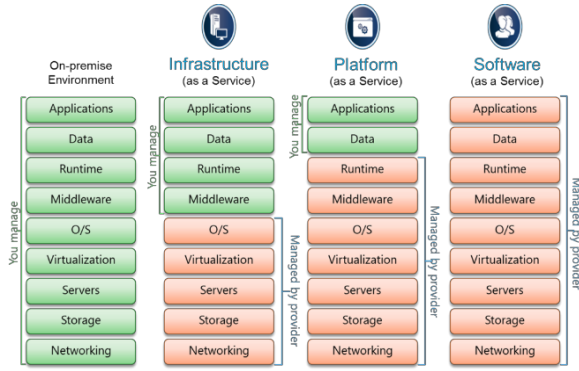 On-premise
Environment
You manage
Applications
Data
Runtime
Middleware
O/S
Virtualization
Servers
Storage
Networking
Infrastructure
(as a Service)
You manage
Applications
Data
Runtime
Middleware
O/S
Virtualization
Servers
Storage
Networking
Managed by provider
Platform
(as a Service)
You manage
Applications
Data
Runtime
Middleware
O/S
Virtualization
Servers
Storage
Networking
Managed by provider
Software
(as a Service)
Applications
Data
Runtime
Middleware
O/S
Virtualization
Servers
Storage
Networking
Managed by provider